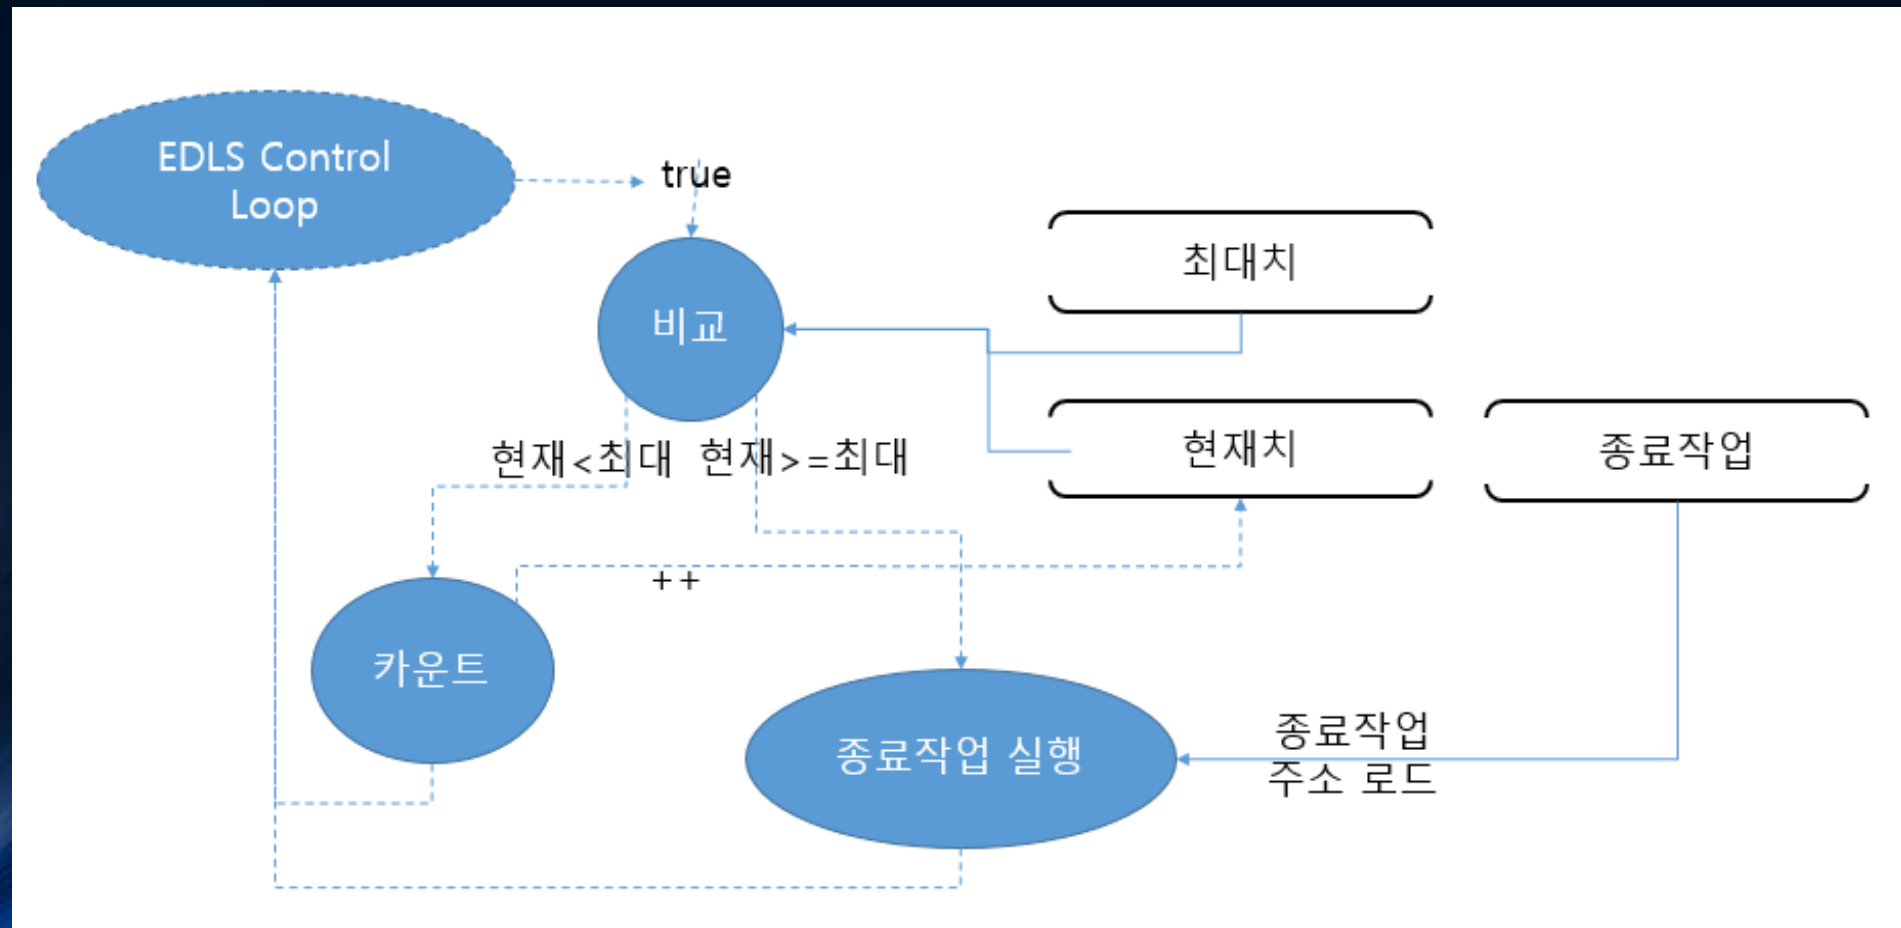 EDLS Control
Loop
true
최대치
비교
현재<최대
현재>=최대
현재치
종료작업
++
카운트
종료작업 실행
종료작업
주소 로드